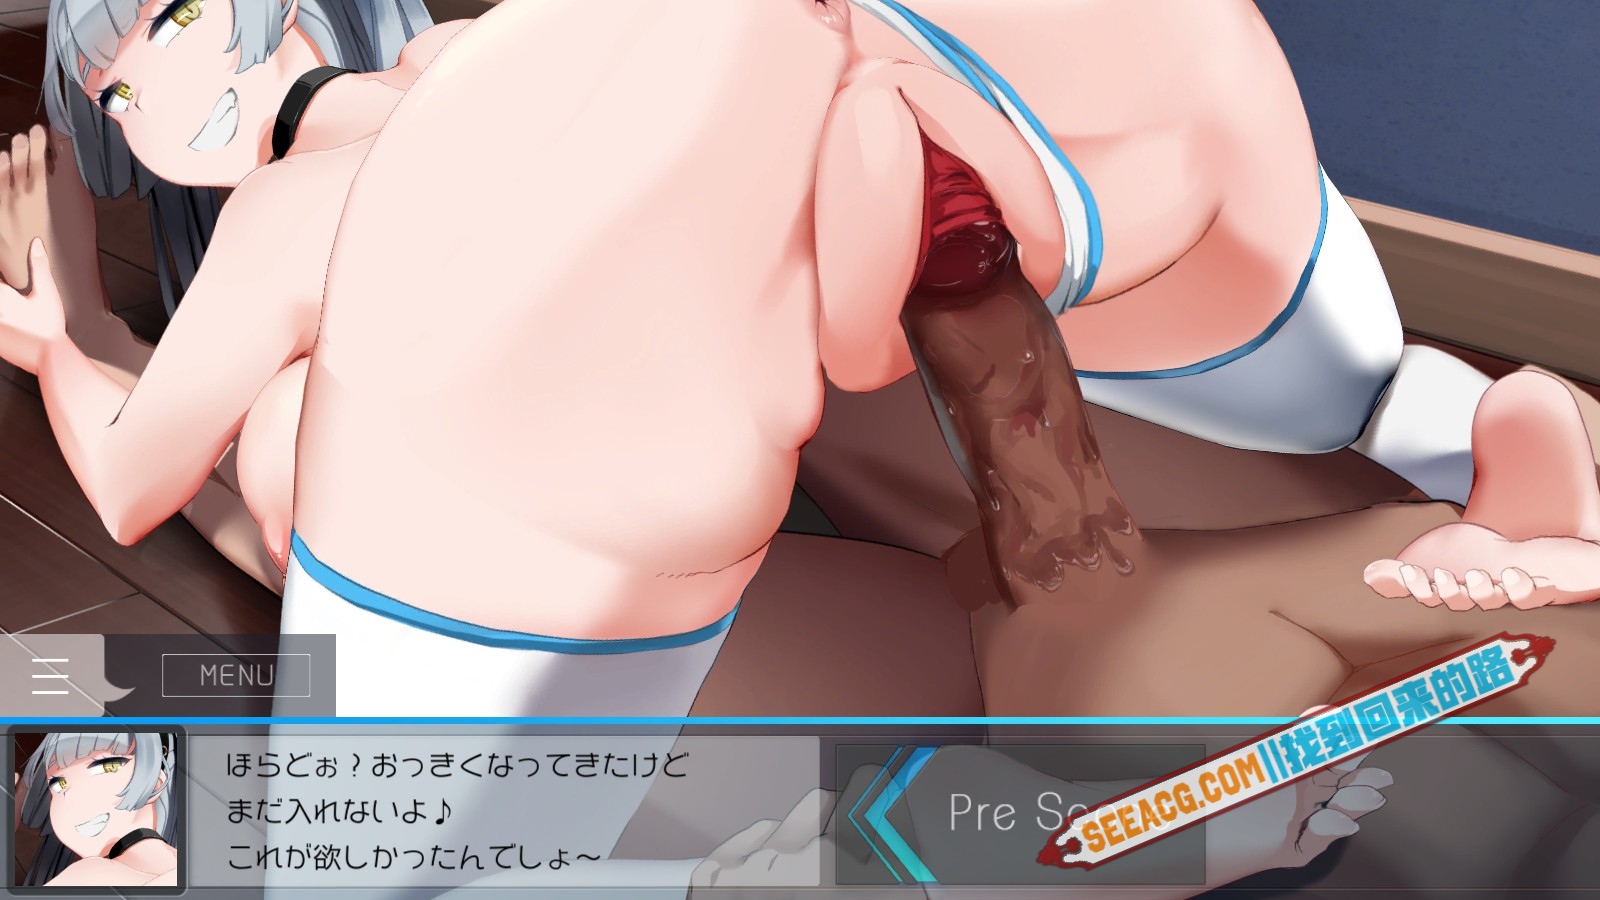 MENU
ほらどぉ？おっきくなってきたけど
まだ入れないよ♪
これが欲しかったんでしょ～
Pre Scene
SEEACG.COM||找到回来的路